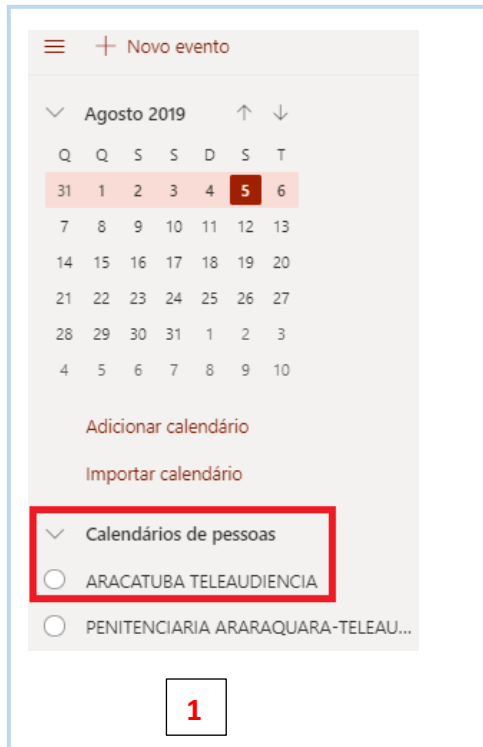 Novo evento
Agosto 2019
Q Q S S D S T
31 1 2 3 4 5 6
7 8 9 10 11 12 13
14 15 16 17 18 19 20
21 22 23 24 25 26 27
28 29 30 31 1 2 3
4 5 6 7 8 9 10
Adicionar calendário
Importar calendário
Calendários de pessoas
ARACATUBA TELEAUDIENCIA
PENITENCIARIA ARARAQUARA-TELEAU...
1